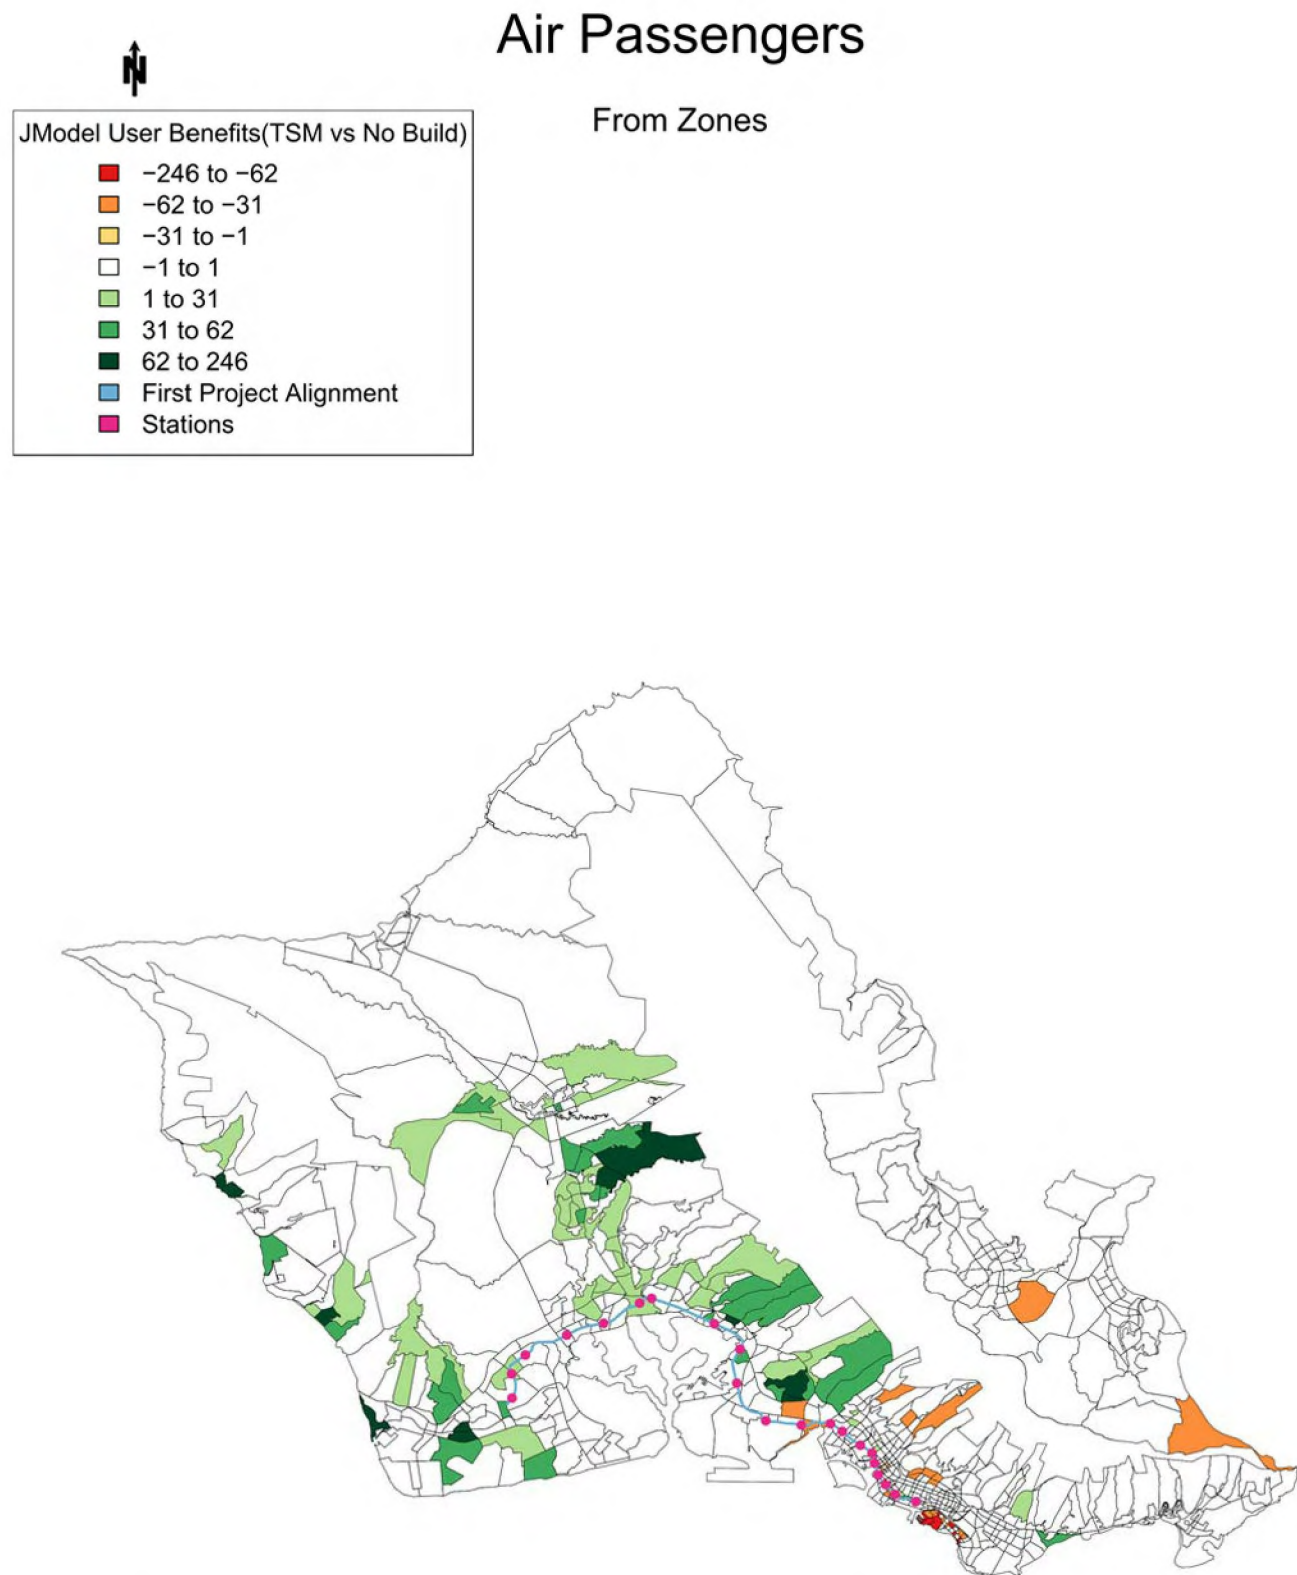 Air Passengers
N
From Zones
JModel User Benefits(TSM vs No Build)
−246 to −62
−62 to −31
−31 to −1
−1 to 1
1 to 31
31 to 62
62 to 246
First Project Alignment
Stations